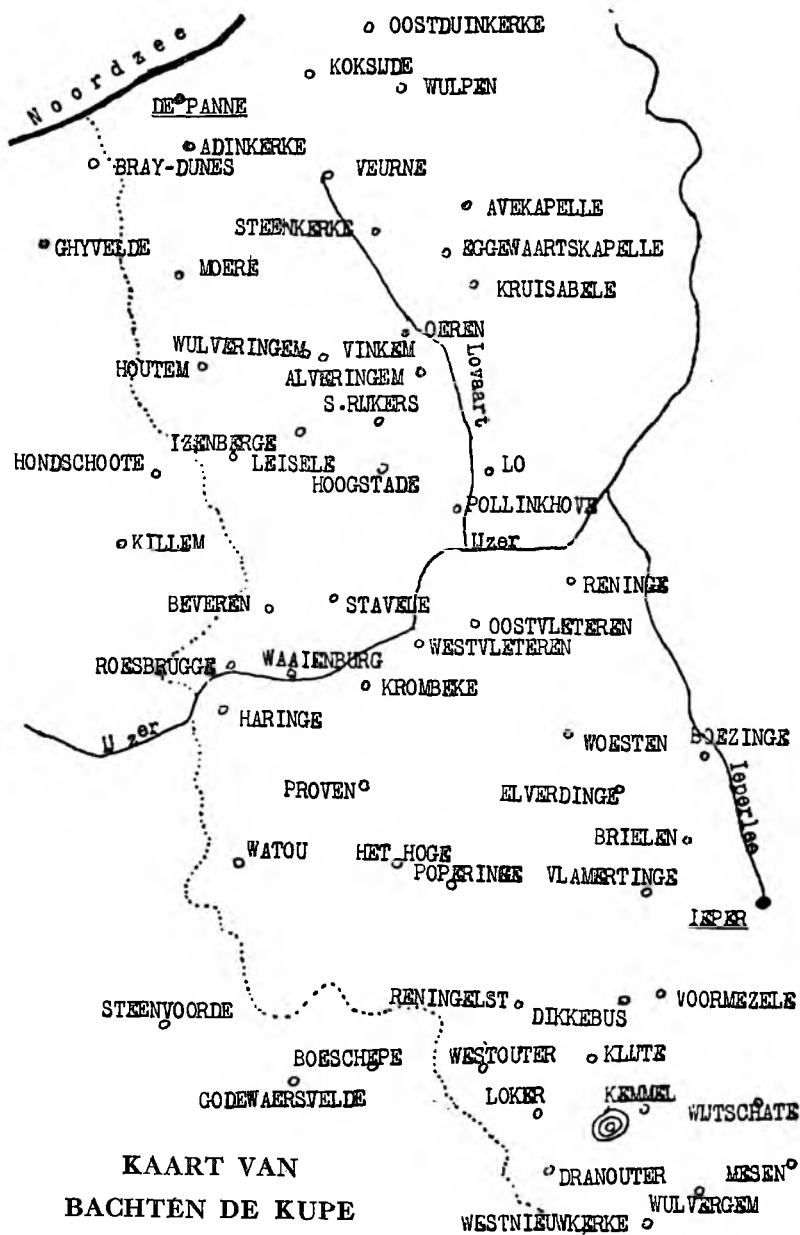 OOSTDUINKERKE
Noordzee
KOKSIJDE
WULPEN
DE PANNE
ADINKERKE
BRAY-DUNES
VEURNE
AVEKAPELLE
STEENKERKE
GHYVELDE
EGGEWAARTSKAPELLE
MOERE
KRUISABELE
OEREN
WULVERINGEM
VINKEM
Lovaart
HOUTEM
ALVERINGEM
S.RIJKERS
IZENBERGE
HONDSCHOOTE
LEISELE
LO
HOOGSTADE
POLLINKHOVE
KILLEM
IJzer
RENINGE
BEVEREN
STAVELE
OOSTVLETEREN
WESTVLETEREN
ROESBRUGGE
WAAIENBURG
KROMBEKE
HARINGE
IJzer
WOESTEN
BOEZINGE
PROVEN
ELVERDINGE
Ieperlee
BRIELEN
WATOU
HET HOGE
POPERINGE
VLAMERTINGE
IEPER
RENINGELST
VOORMEZELE
STEENVOORDE
DIKKEBUS
BOESCHEPE
WESTOUTER
KLIJTE
GODEWAERSVELDE
LOKER
KEMMEL
WIJTSCHATE
KAART VAN
BACHTEN DE KUPE
DRANOUTER
MESEN
WULVERGEM
WESTNIEUWKERKE